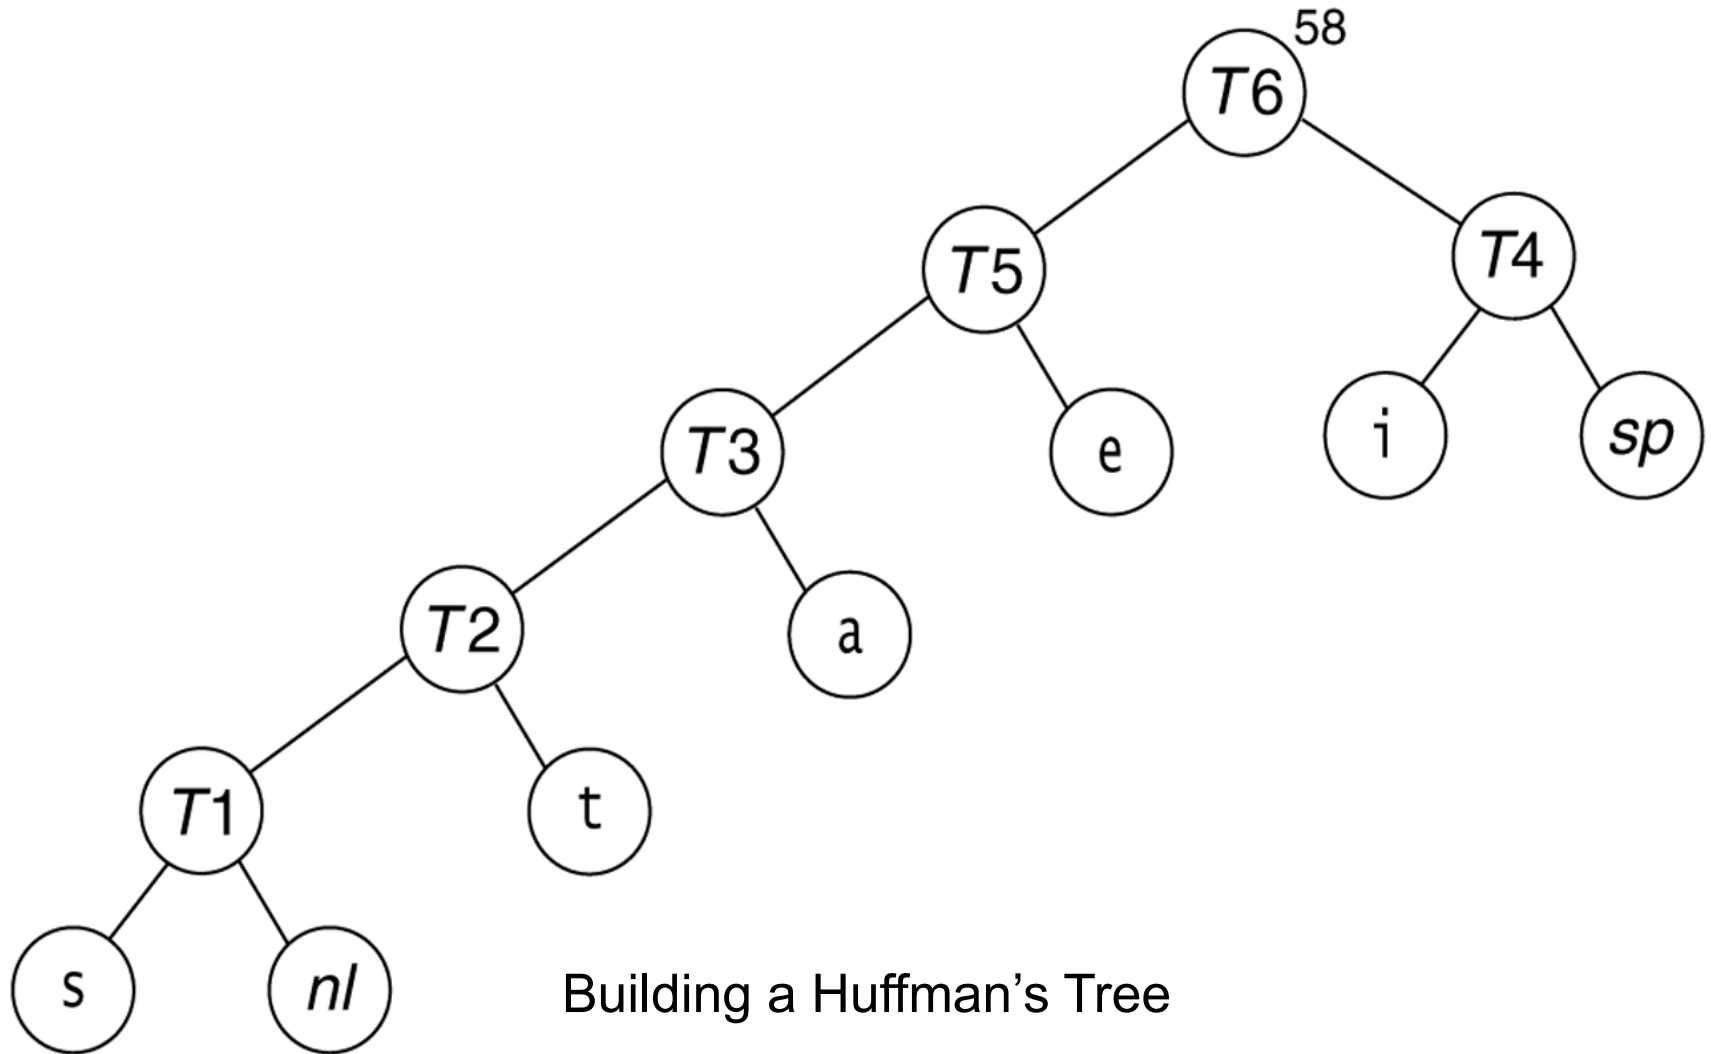 58
T6
T5
T4
T3
e
i
sp
T2
a
T1
t
s
nl
Building a Huffman’s Tree